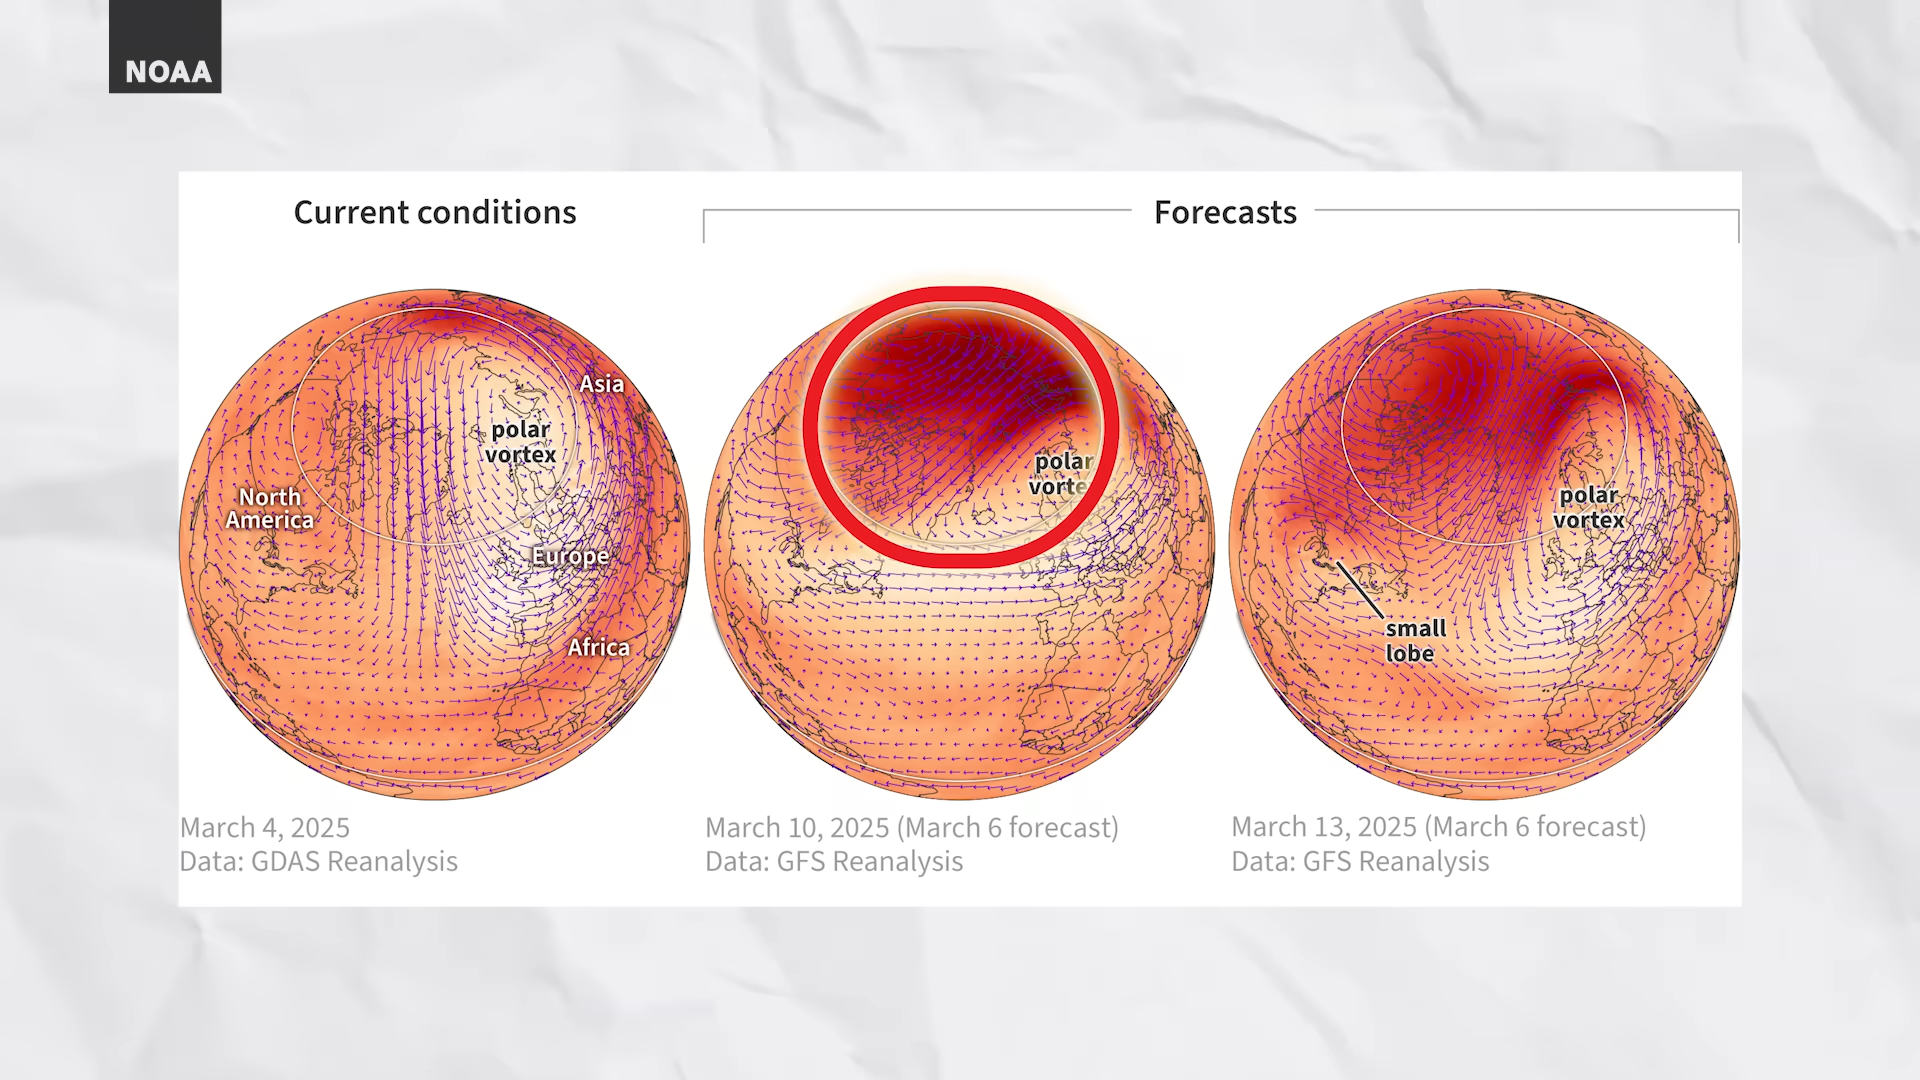 NOAA
Current conditions
Forecasts
Asia
polar
vortex
North
America
Europe
Africa
polar
vorte
polar
vortex
small
lobe
March 4, 2025
Data: GDAS Reanalysis
March 10, 2025 (March 6 forecast)
Data: GFS Reanalysis
March 13, 2025 (March 6 forecast)
Data: GFS Reanalysis